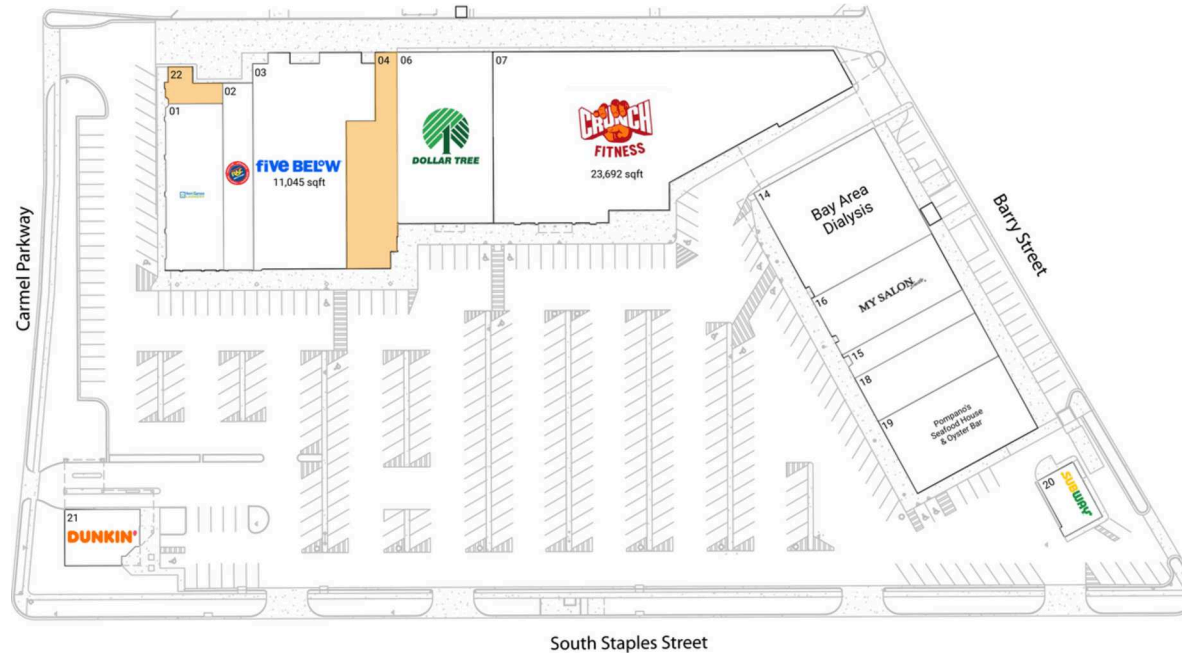 22
01
02
03
five BELOW
11,045 sqft
04
06
DOLLAR TREE
07
CRUNCH
FITNESS
23,692 sqft
14
Bay Area
Dialysis
16
MY SALON
15
18
19
Pompano's
Seafood House
& Oyster Bar
20
SUBWAY
21
DUNKIN'
Carmel Parkway
Barry Street
South Staples Street